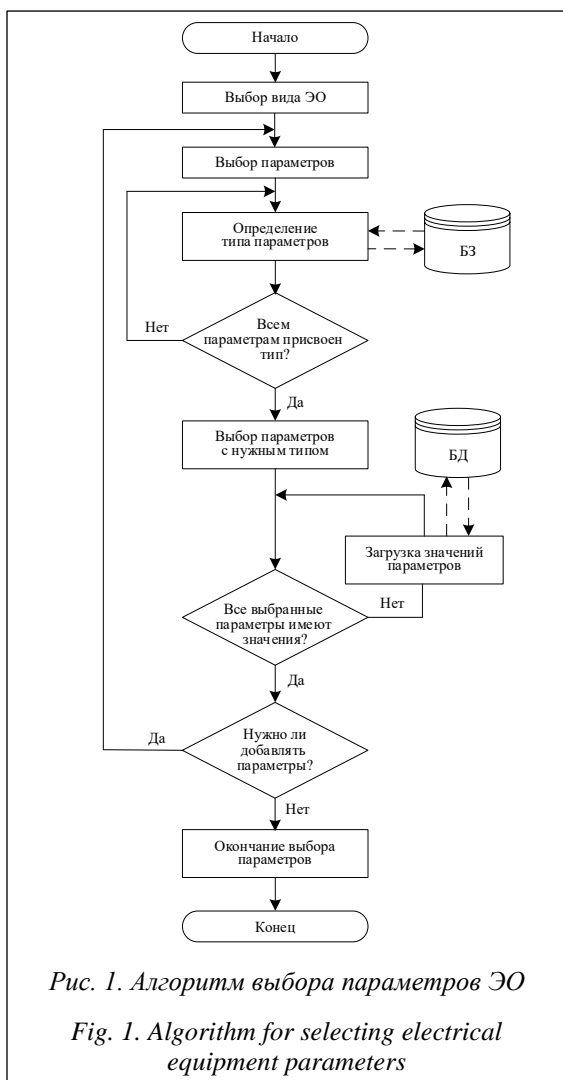 Начало
Выбор вида ЭО
Выбор параметров
Определение
типа параметров
БЗ
Нет
Всем
параметрам присвоен
тип?
Да
Выбор параметров
с нужным типом
БД
Загрузка значений
параметров
Нет
Все выбранные
параметры имеют
значения?
Да
Да
Нужно ли
добавлять
параметры?
Нет
Окончание выбора
параметров
Конец
Рис. 1. Алгоритм выбора параметров ЭО
Fig. 1. Algorithm for selecting electrical
equipment parameters